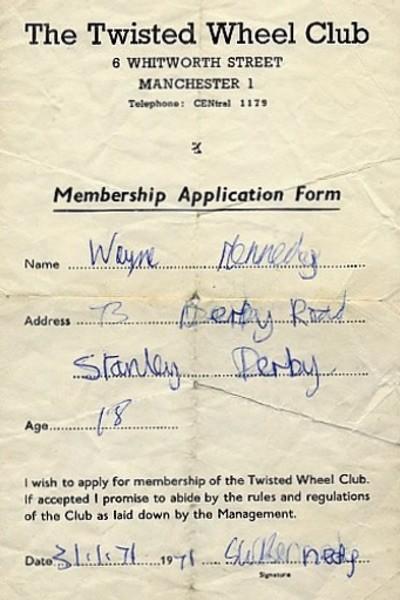 The Twisted Wheel Club
6 WHITWORTH STREET
MANCHESTER 1
Telephone: CENtral 1179
Membership Application Form
Name Wayne Kennedy
Address 73 Derby Road
Stanley Derby
Age 18
I wish to apply for membership of the Twisted Wheel Club.
If accepted I promise to abide by the rules and regulations
of the Club as laid down by the Management.
Date 31.1.71 1971 Kennedy
Signature